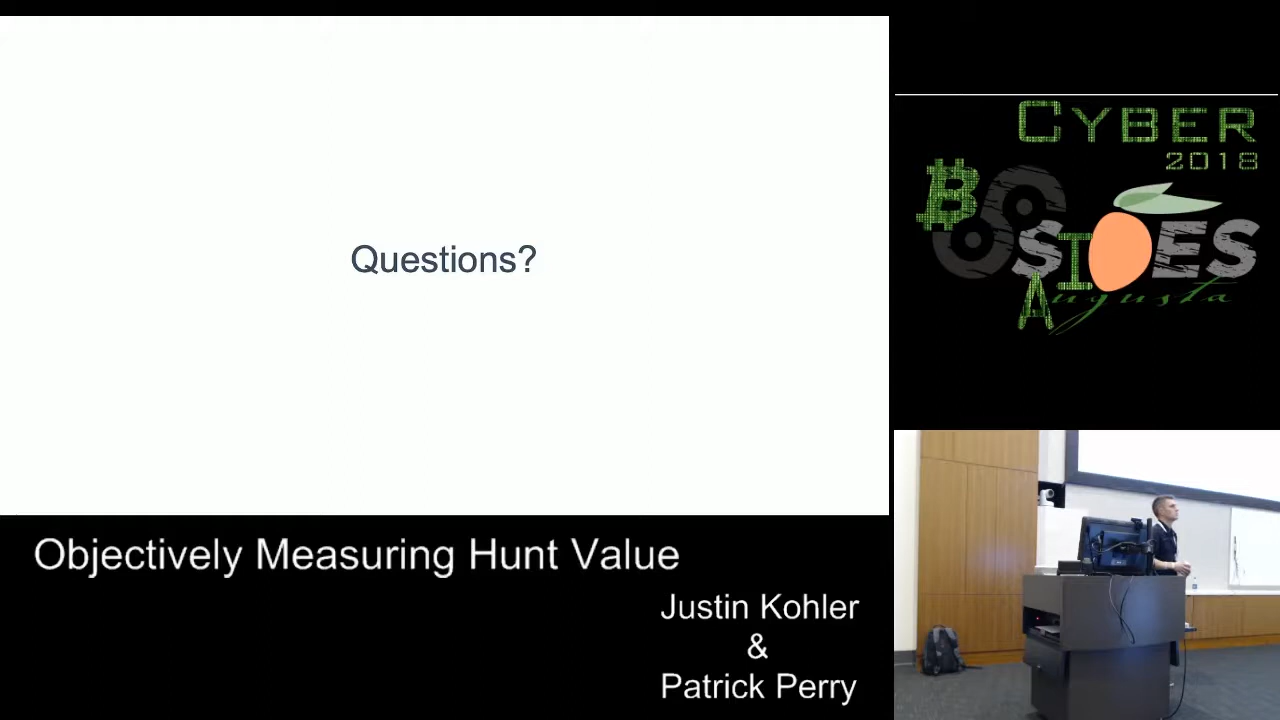 Questions?
CYBER
2018
BSIDES
Augusta
Objectively Measuring Hunt Value
Justin Kohler
&
Patrick Perry